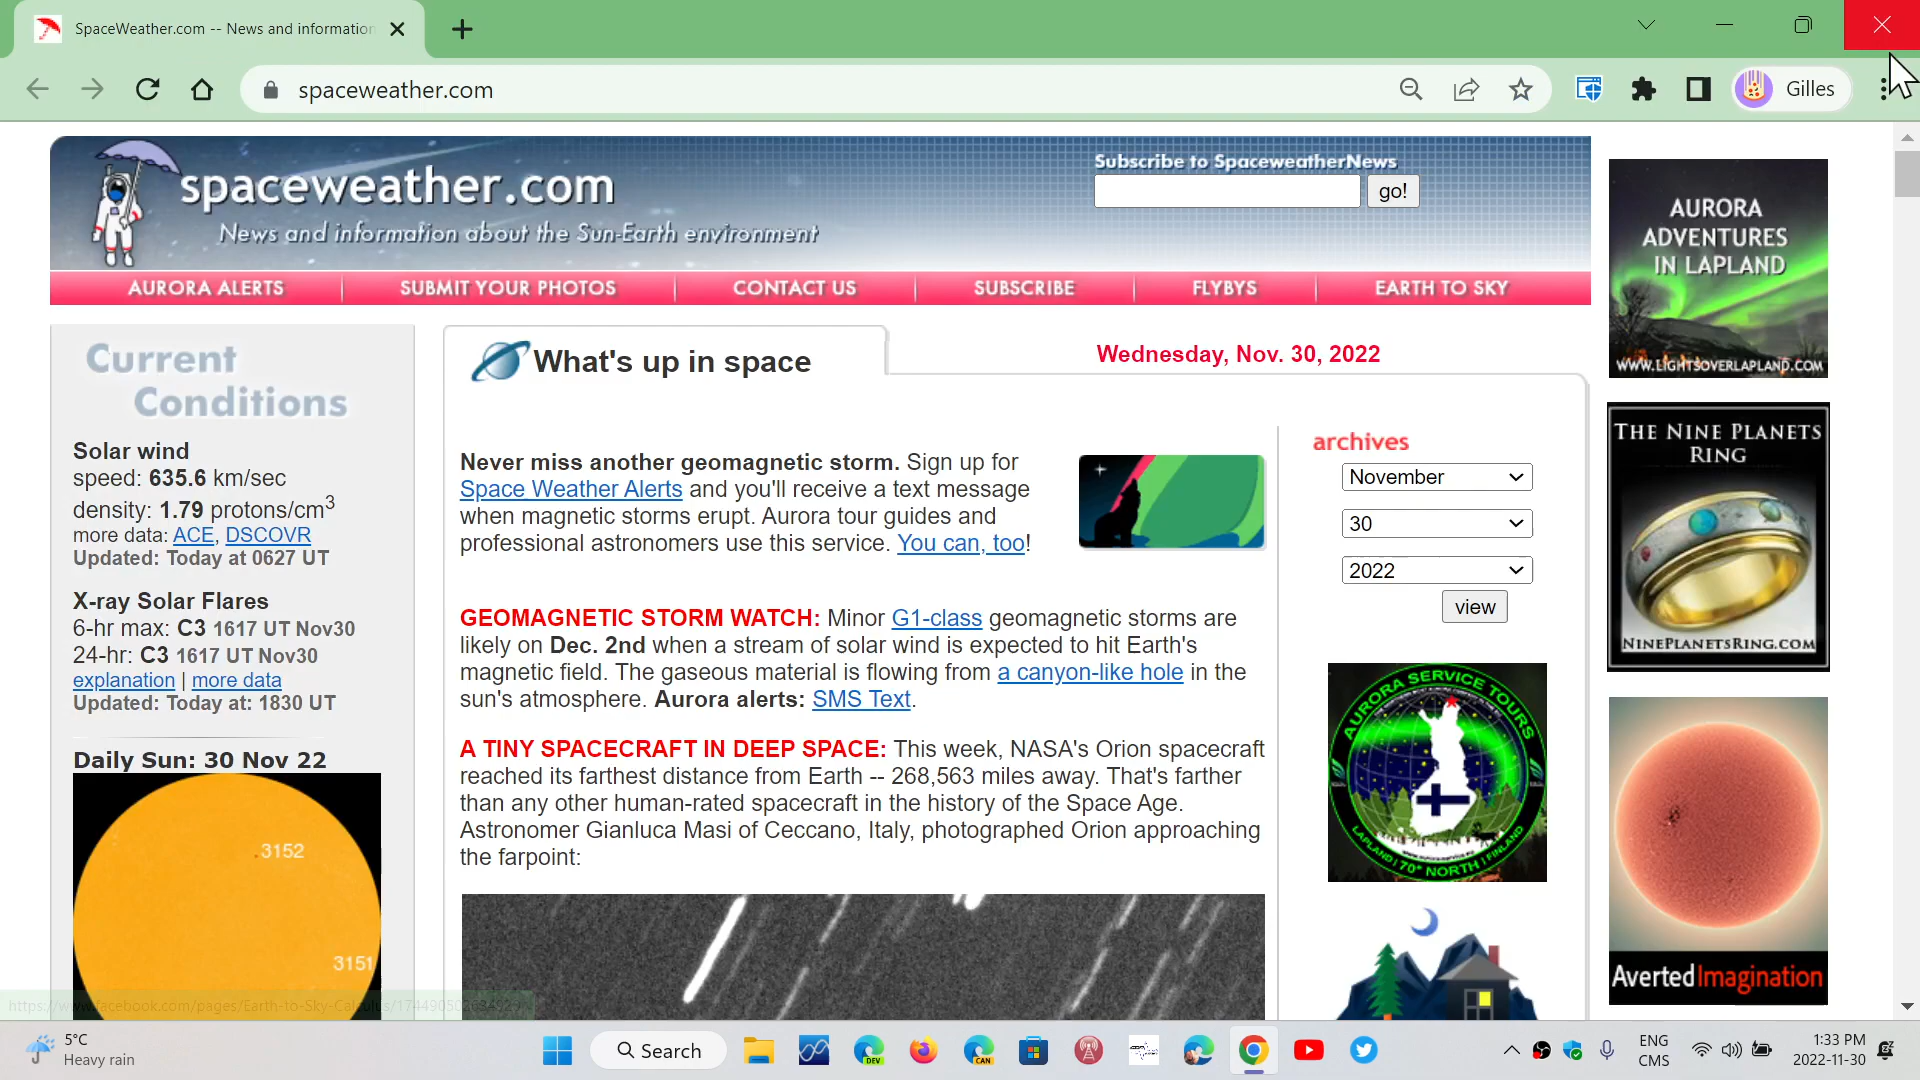 SpaceWeather.com -- News and information
spaceweather.com
Gilles
spaceweather.com
News and information about the Sun-Earth environment
Subscribe to SpaceweatherNews
go!
AURORA ALERTS
SUBMIT YOUR PHOTOS
CONTACT US
SUBSCRIBE
FLYBYS
EARTH TO SKY
Current
Conditions
Solar wind
speed: 635.6 km/sec
density: 1.79 protons/cm3
more data: ACE, DSCOVR
Updated: Today at 0627 UT
X-ray Solar Flares
6-hr max: C3 1617 UT Nov30
24-hr: C3 1617 UT Nov30
explanation | more data
Updated: Today at: 1830 UT
Daily Sun: 30 Nov 22
3152
3151
What's up in space
Wednesday, Nov. 30, 2022
Never miss another geomagnetic storm. Sign up for
Space Weather Alerts and you'll receive a text message
when magnetic storms erupt. Aurora tour guides and
professional astronomers use this service. You can, too!
GEOMAGNETIC STORM WATCH: Minor G1-class geomagnetic storms are
likely on Dec. 2nd when a stream of solar wind is expected to hit Earth's
magnetic field. The gaseous material is flowing from a canyon-like hole in the
sun's atmosphere. Aurora alerts: SMS Text.
A TINY SPACECRAFT IN DEEP SPACE: This week, NASA's Orion spacecraft
reached its farthest distance from Earth -- 268,563 miles away. That's farther
than any other human-rated spacecraft in the history of the Space Age.
Astronomer Gianluca Masi of Ceccano, Italy, photographed Orion approaching
the farpoint:
archives
November
30
2022
view
AURORA SERVICE TOURS
LAPLAND | 70° NORTH | FINLAND
AURORA
ADVENTURES
IN LAPLAND
WWW.LIGHTSOVERLAPLAND.COM
THE NINE PLANETS
RING
NINEPLANETSRING.COM
AvertedImagination
5°C
Heavy rain
Search
DEV
CAN
ENG
CMS
1:33 PM
2022-11-30